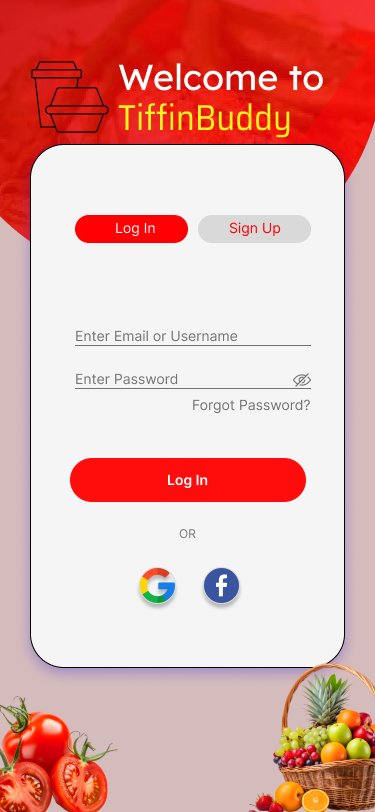 Welcome to
TiffinBuddy
Log In
Sign Up
Enter Email or Username
Enter Password
Forgot Password?
Log In
OR